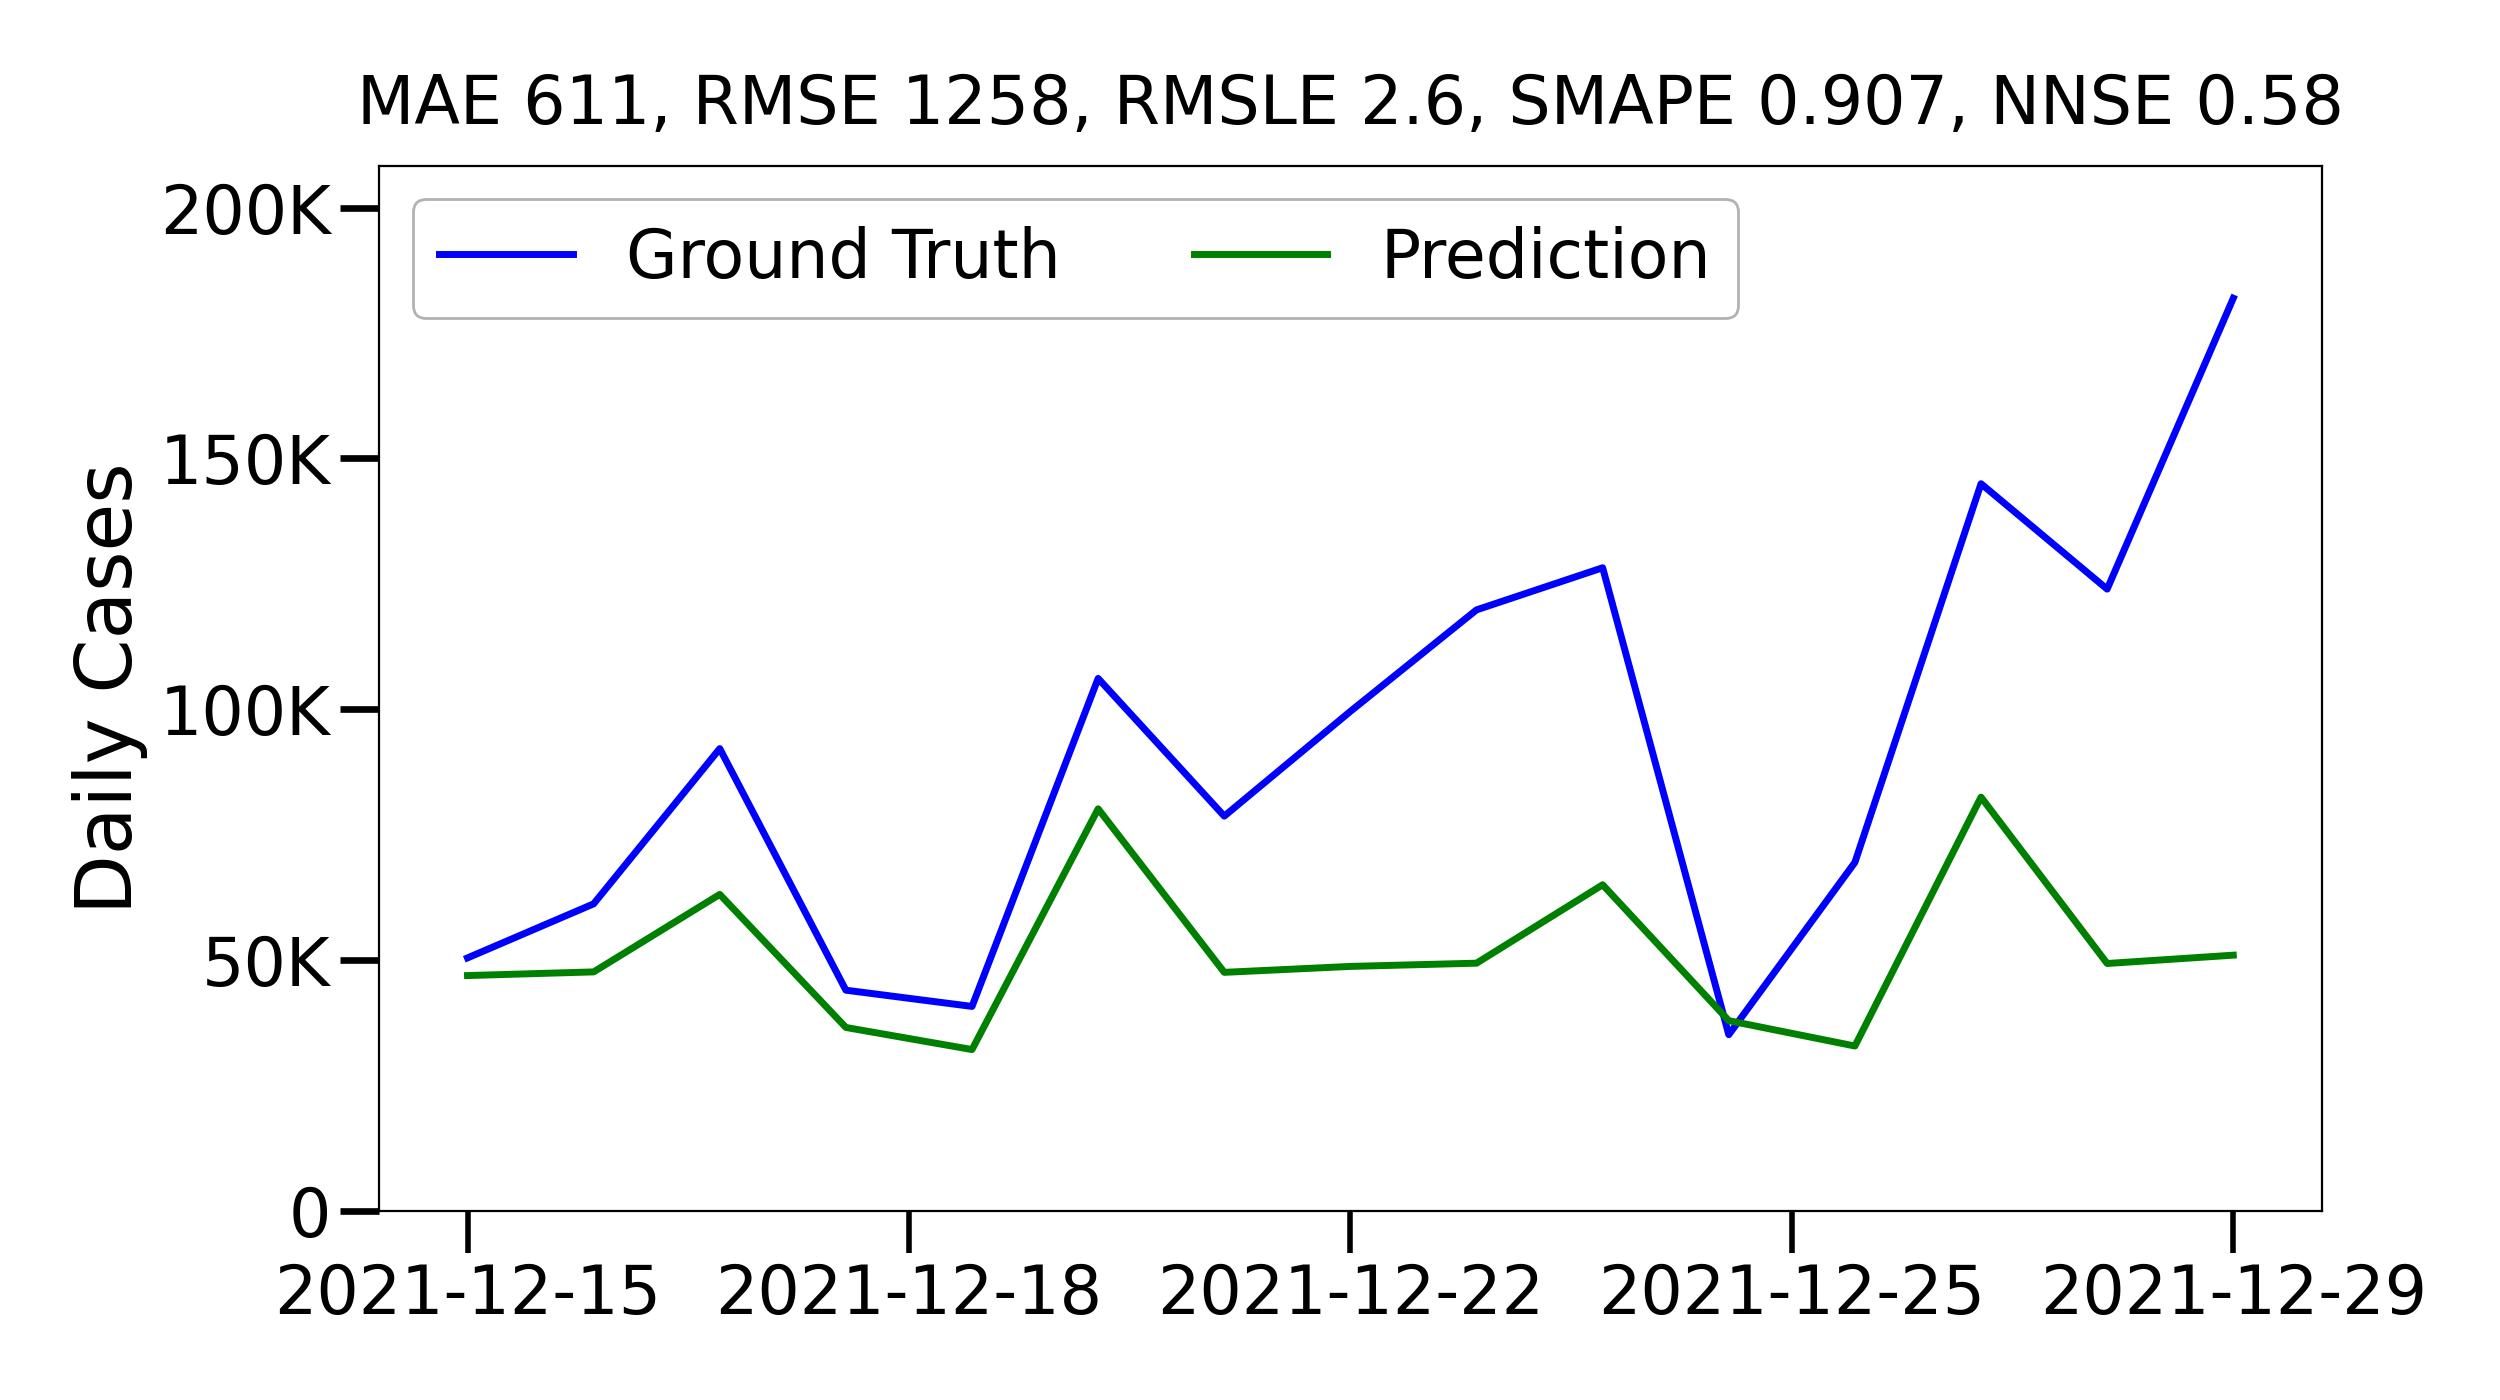 MAE 611, RMSE 1258, RMSLE 2.6, SMAPE 0.907, NNSE 0.58
Ground Truth Prediction
Daily Cases
200K
150K
100K
50K
0
2021-12-15 2021-12-18 2021-12-22 2021-12-25 2021-12-29